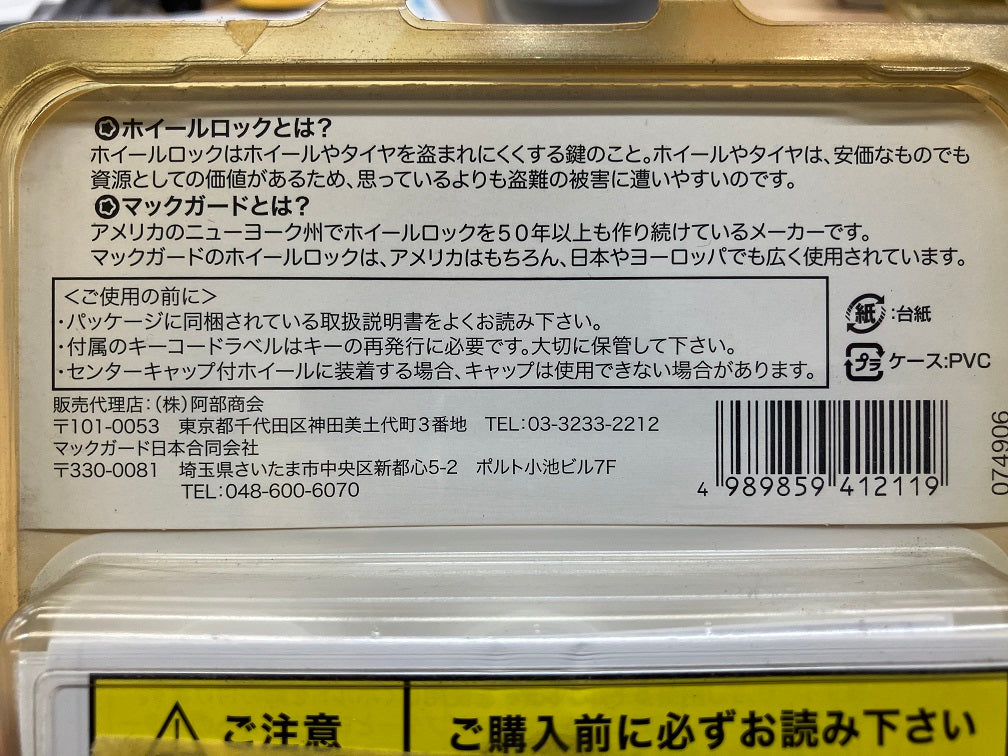 ホイールロックとは?
ホイールロックはホイールやタイヤを盗まれにくくする鍵のこと。ホイールやタイヤは、安価なものでも
資源としての価値があるため、思っているよりも盗難の被害に遭いやすいのです。
マックガードとは?
アメリカのニューヨーク州でホイールロックを50年以上も作り続けているメーカーです。
マックガードのホイールロックは、アメリカはもちろん、日本やヨーロッパでも広く使用されています。
<ご使用の前に>
・パッケージに同梱されている取扱説明書をよくお読み下さい。
・付属のキーコードラベルはキーの再発行に必要です。大切に保管して下さい。
・センターキャップ付ホイールに装着する場合、キャップは使用できない場合があります。
紙:台紙
プラ ケース:PVC
販売代理店:(株)阿部商会
〒101-0053 東京都千代田区神田美土代町3番地 TEL:03-3233-2212
マックガード日本合同会社
〒330-0081 埼玉県さいたま市中央区新都心5-2 ポルト小池ビル7F
TEL:048-600-6070
4 989859 412119
074906
ご注意
ご購入前に必ずお読み下さい